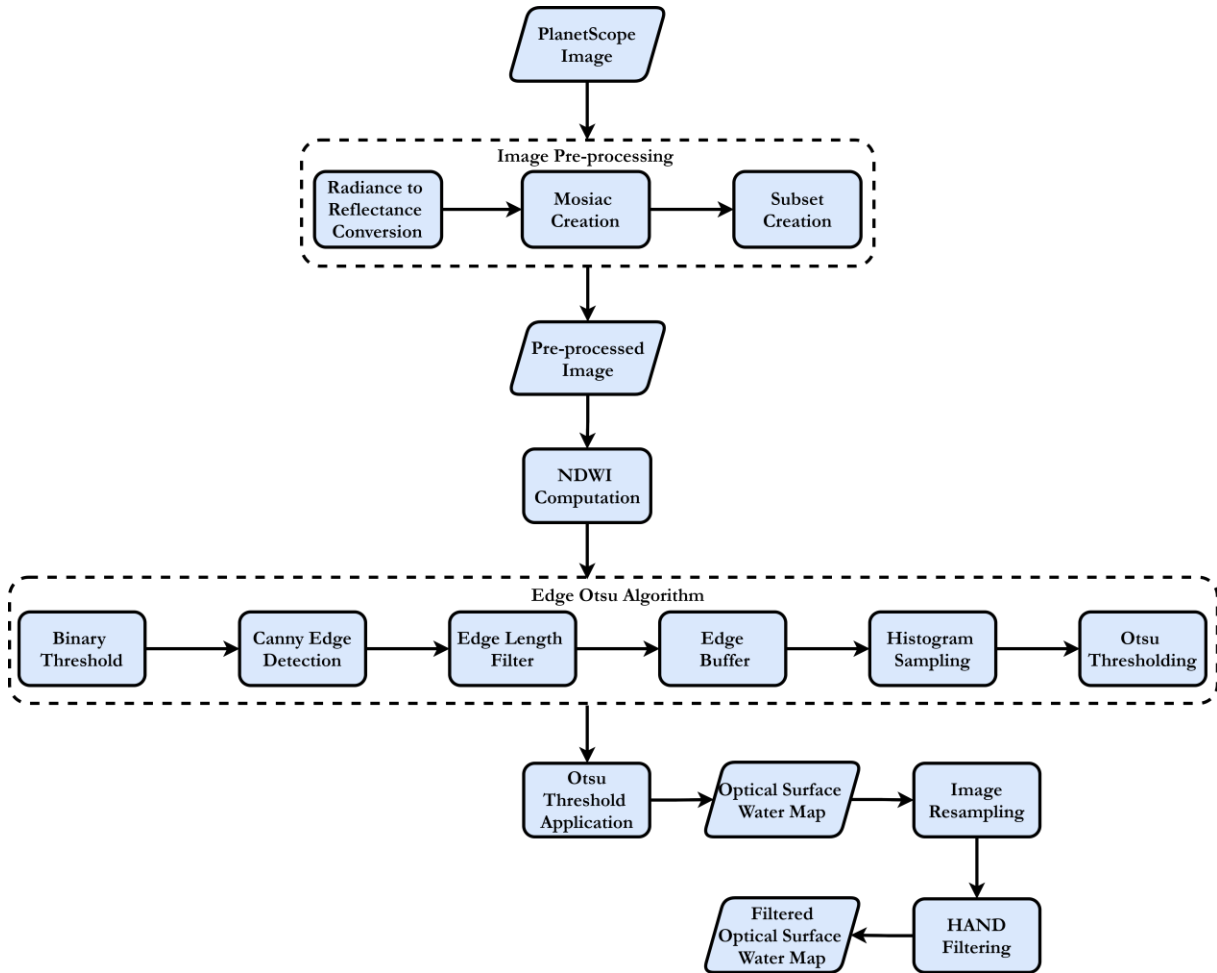 PlanetScope
Image
Image Pre-processing
Radiance to
Reflectance
Conversion
Mosiac
Creation
Subset
Creation
Pre-processed
Image
NDWI
Computation
Edge Otsu Algorithm
Binary
Threshold
Canny Edge
Detection
Edge Length
Filter
Edge
Buffer
Histogram
Sampling
Otsu
Thresholding
Otsu
Threshold
Application
Optical Surface
Water Map
Image
Resampling
HAND
Filtering
Filtered
Optical Surface
Water Map